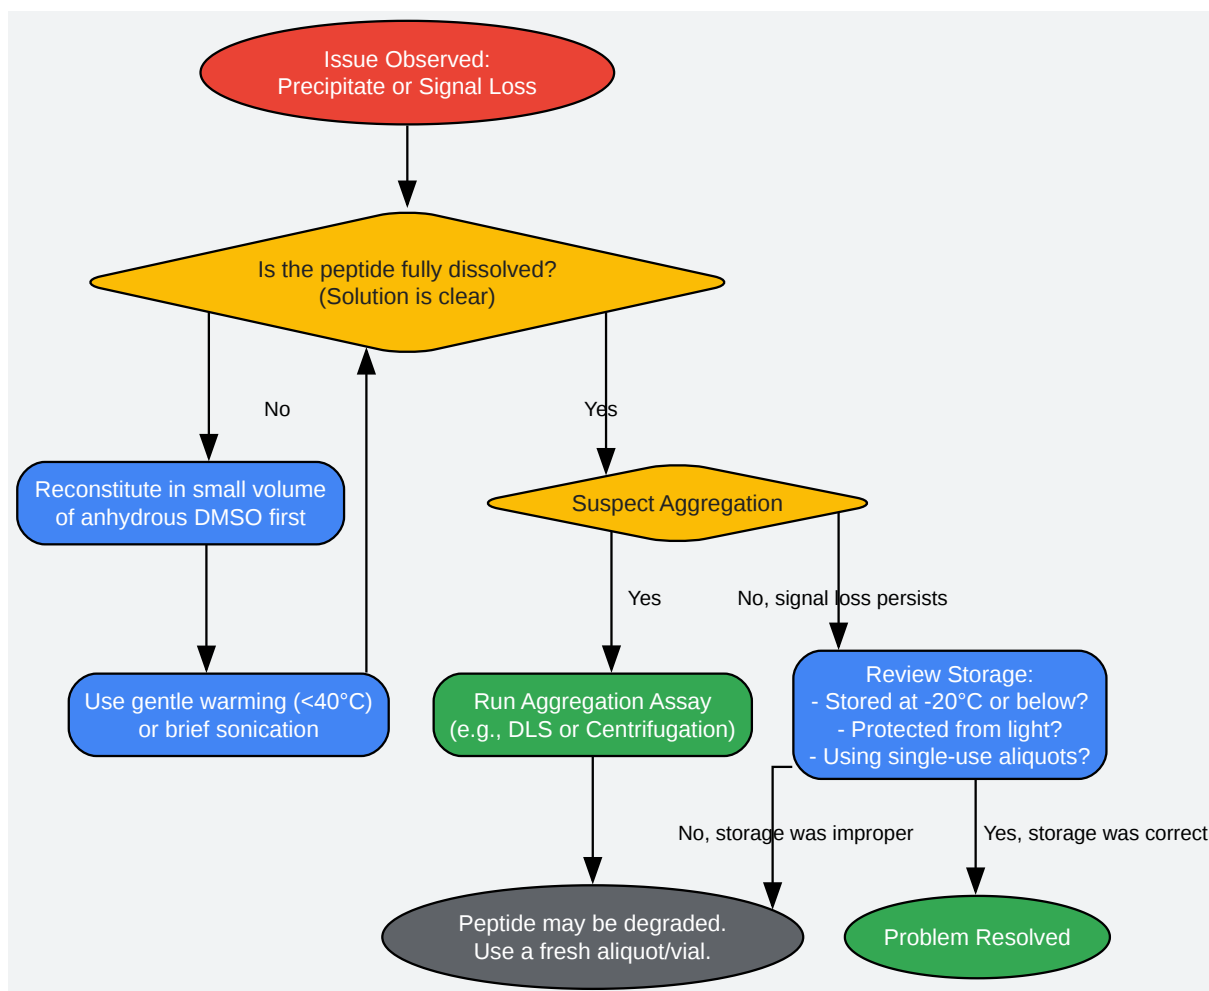 Issue Observed:
Precipitate or Signal Loss
Is the peptide fully dissolved?
(Solution is clear)
No
Yes
Reconstitute in small volume
of anhydrous DMSO first
Suspect Aggregation
Yes
No, signal loss persists
Use gentle warming (<40°C)
or brief sonication
Run Aggregation Assay
(e.g., DLS or Centrifugation)
Review Storage:
- Stored at -20°C or below?
- Protected from light?
- Using single-use aliquots?
No, storage was improper
Yes, storage was correct
Peptide may be degraded.
Use a fresh aliquot/vial.
Problem Resolved